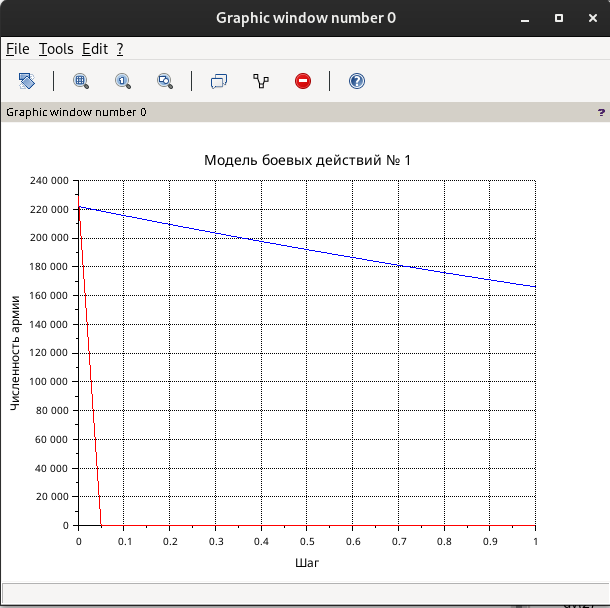 Graphic window number 0
File Tools Edit ?
Graphic window number 0 ?
Модель боевых действий № 1
240 000
220 000
200 000
180 000
160 000
140 000
120 000
100 000
80 000
60 000
40 000
20 000
0
Численность армии
0 0.1 0.2 0.3 0.4 0.5 0.6 0.7 0.8 0.9 1
Шаг